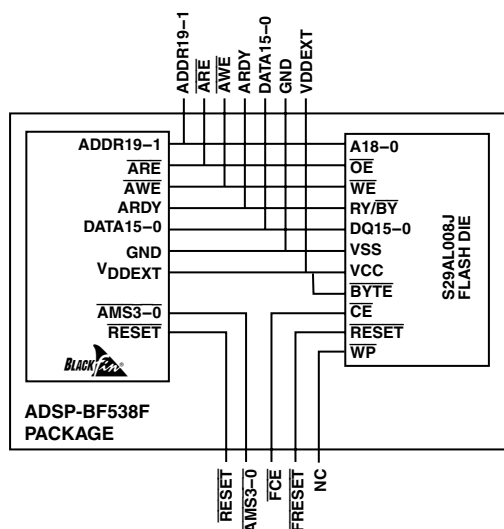 ADDR19–1
ARE
AWE
ARDY
DATA15-0
GND
VDDEXT
ADDR19–1
ARE
AWE
ARDY
DATA15-0
GND
VDDEXT
AMS3–0
RESET
BLACKfin
A18-0
OE
WE
RY/BY
DQ15-0
VSS
VCC
BYTE
CE
RESET
WP
S29AL008J
FLASH DIE
ADSP-BF538F
PACKAGE
RESET
AMS3–0
FCE
FRESET
NC